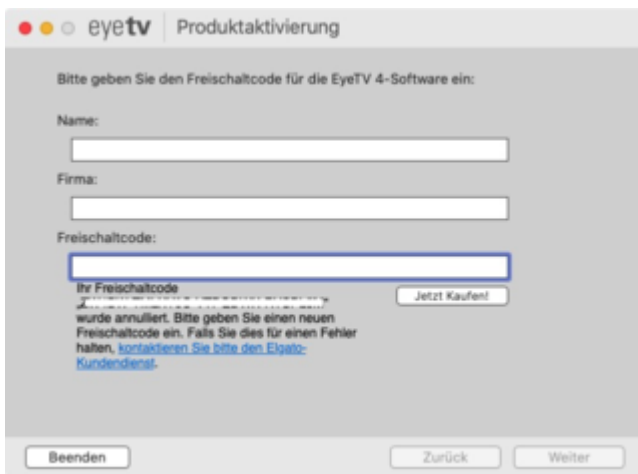 eyetv Produktaktivierung
Bitte geben Sie den Freischaltcode für die EyeTV 4-Software ein:
Name:
Firma:
Freischaltcode:
Ihr Freischaltcode
wurde annulliert. Bitte geben Sie einen neuen
Freischaltcode ein. Falls Sie dies für einen Fehler
halten, kontaktieren Sie bitte den Elgato-
Kundendienst.
Jetzt Kaufen!
Beenden
Zurück
Weiter